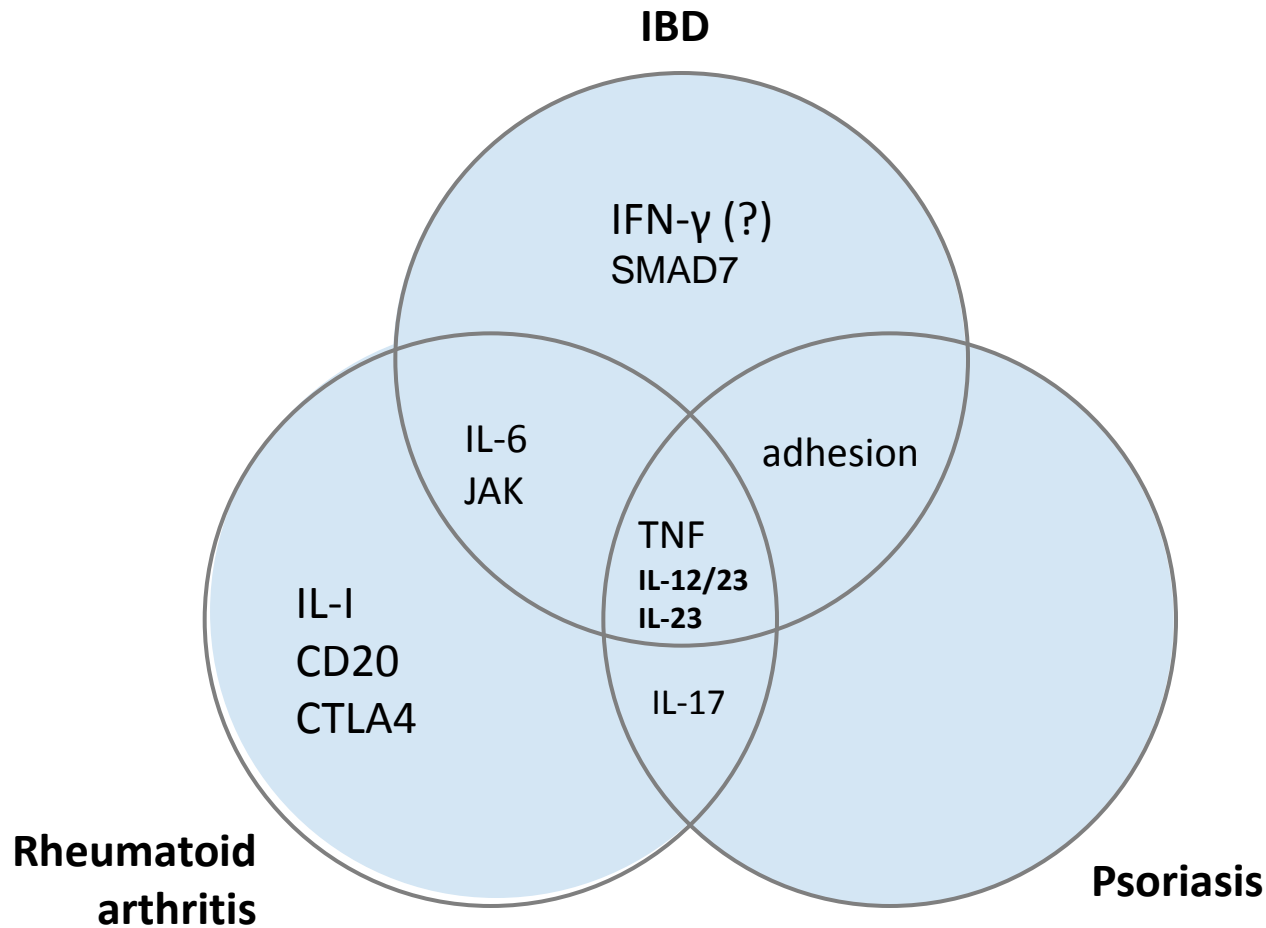 IBD
IFN-γ (?)
SMAD7
IL-6
JAK
adhesion
TNF
IL-12/23
IL-23
IL-I
CD20
CTLA4
IL-17
Rheumatoid
arthritis
Psoriasis